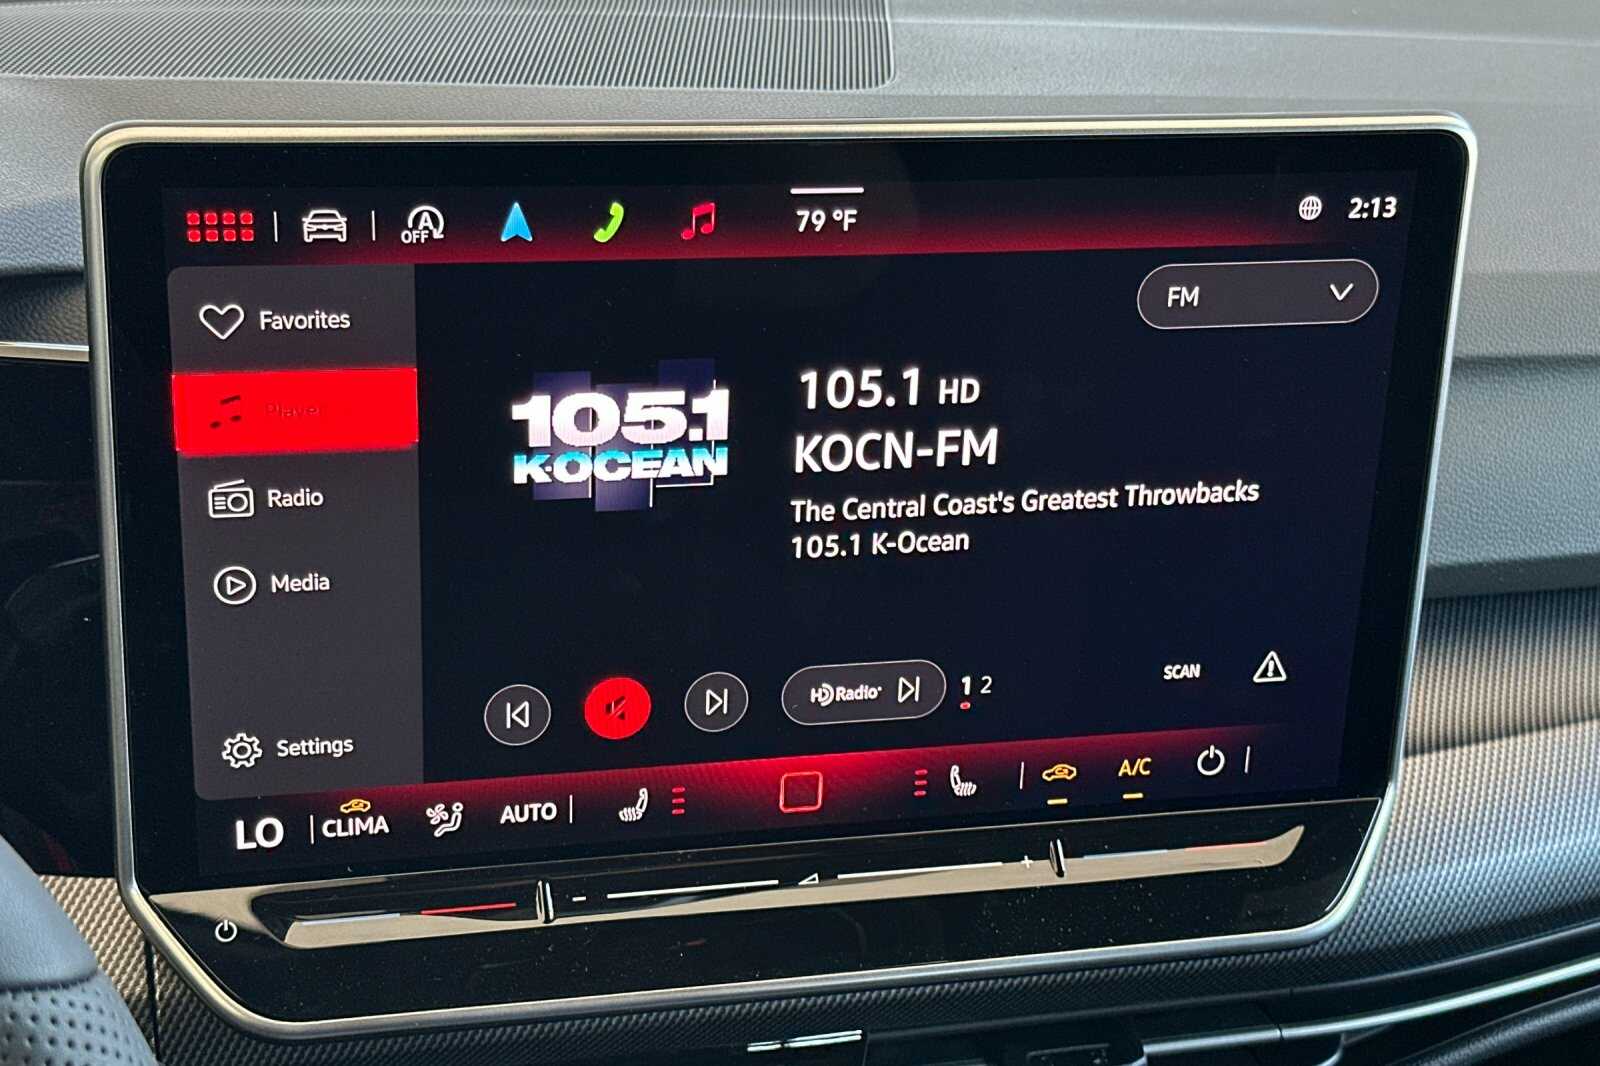 A
OFF
79 °F
2:13
Favorites
FM
Player
105.1
K-OCEAN
105.1 HD
KOCN-FM
The Central Coast's Greatest Throwbacks
105.1 K-Ocean
Radio
Media
Settings
HD Radio
1 2
SCAN
LO
CLIMA
AUTO
A/C
- +